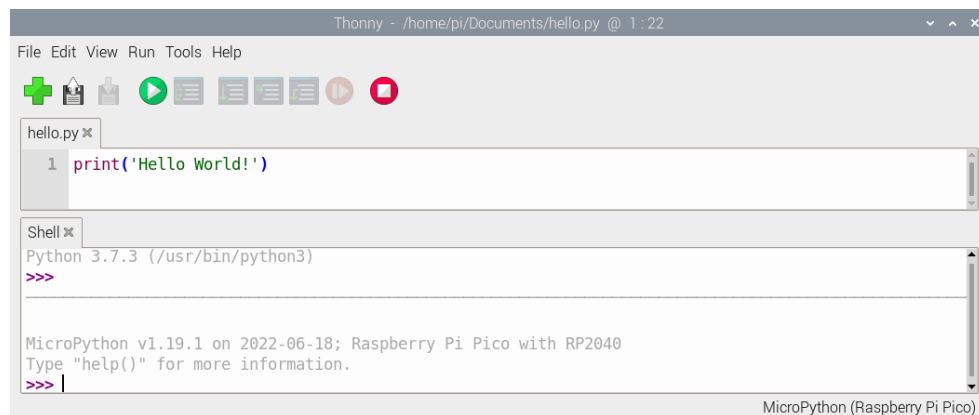 Thonny - /home/pi/Documents/hello.py @ 1:22
File Edit View Run Tools Help
hello.py
1 print('Hello World!')
Shell
Python 3.7.3 (/usr/bin/python3)
>>>
MicroPython v1.19.1 on 2022-06-18; Raspberry Pi Pico with RP2040
Type "help()" for more information.
>>>
MicroPython (Raspberry Pi Pico)